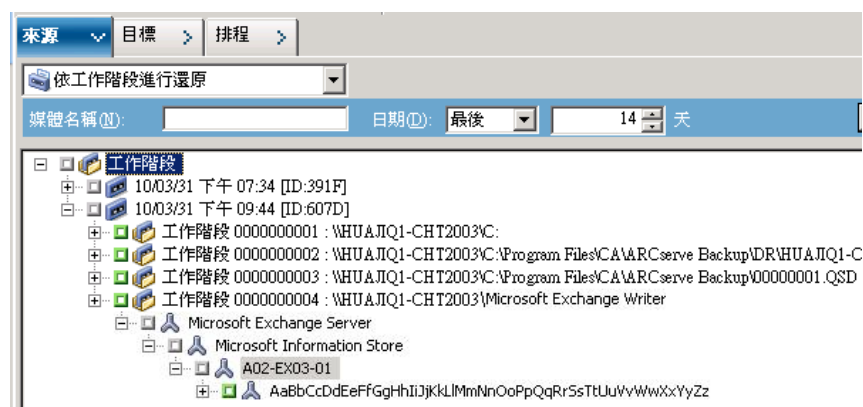 來源 目標 排程
依工作階段進行還原
媒體名稱(N): 日期(D): 最後 14 天
工作階段
10/03/31 下午 07:34 [ID:391F]
10/03/31 下午 09:44 [ID:607D]
工作階段 0000000001 : \\HUAJIQ1-CHT2003\C:
工作階段 0000000002 : \\HUAJIQ1-CHT2003\C:\Program Files\CA\ARCserve Backup\DR\HUAJIQ1-C
工作階段 0000000003 : \\HUAJIQ1-CHT2003\C:\Program Files\CA\ARCserve Backup\00000001.QSD
工作階段 0000000004 : \\HUAJIQ1-CHT2003\Microsoft Exchange Writer
Microsoft Exchange Server
Microsoft Information Store
A02-EX03-01
AaBbCcDdEeFfGgHhIiJjKkLlMmNnOoPpQqRrSsTtUuVvWwXxYyZz